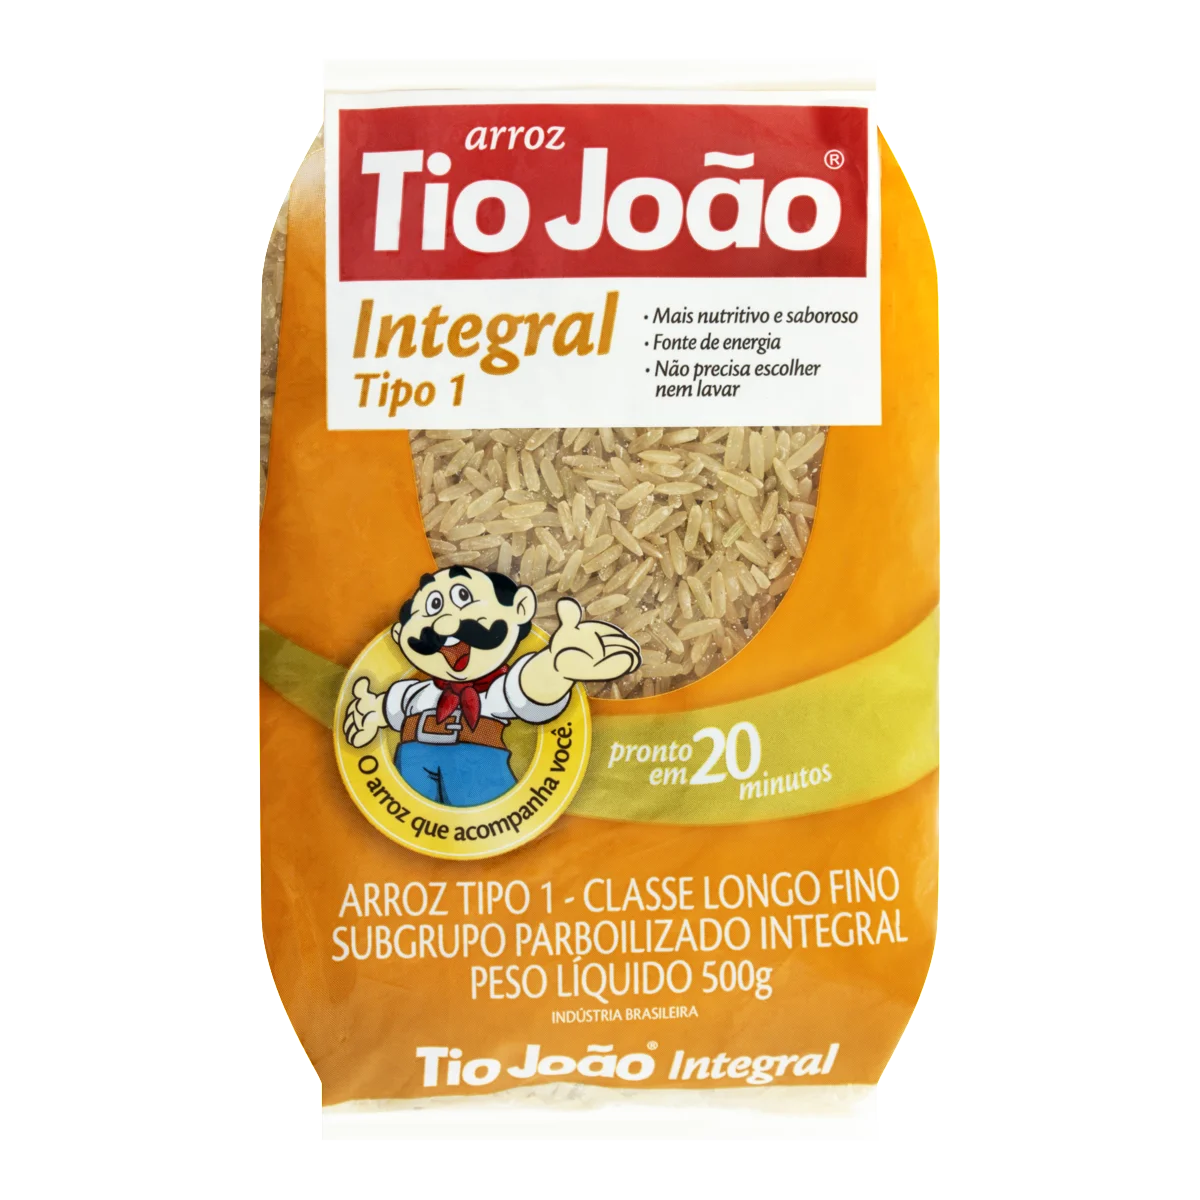 arroz
Tio João®
Integral
Tipo 1
· Mais nutritivo e saboroso
· Fonte de energia
· Não precisa escolher
nem lavar
O arroz que acompanha você.
pronto
em 20
minutos
ARROZ TIPO 1 - CLASSE LONGO FINO
SUBGRUPO PARBOILIZADO INTEGRAL
PESO LÍQUIDO 500g
INDÚSTRIA BRASILEIRA
Tio João® Integral